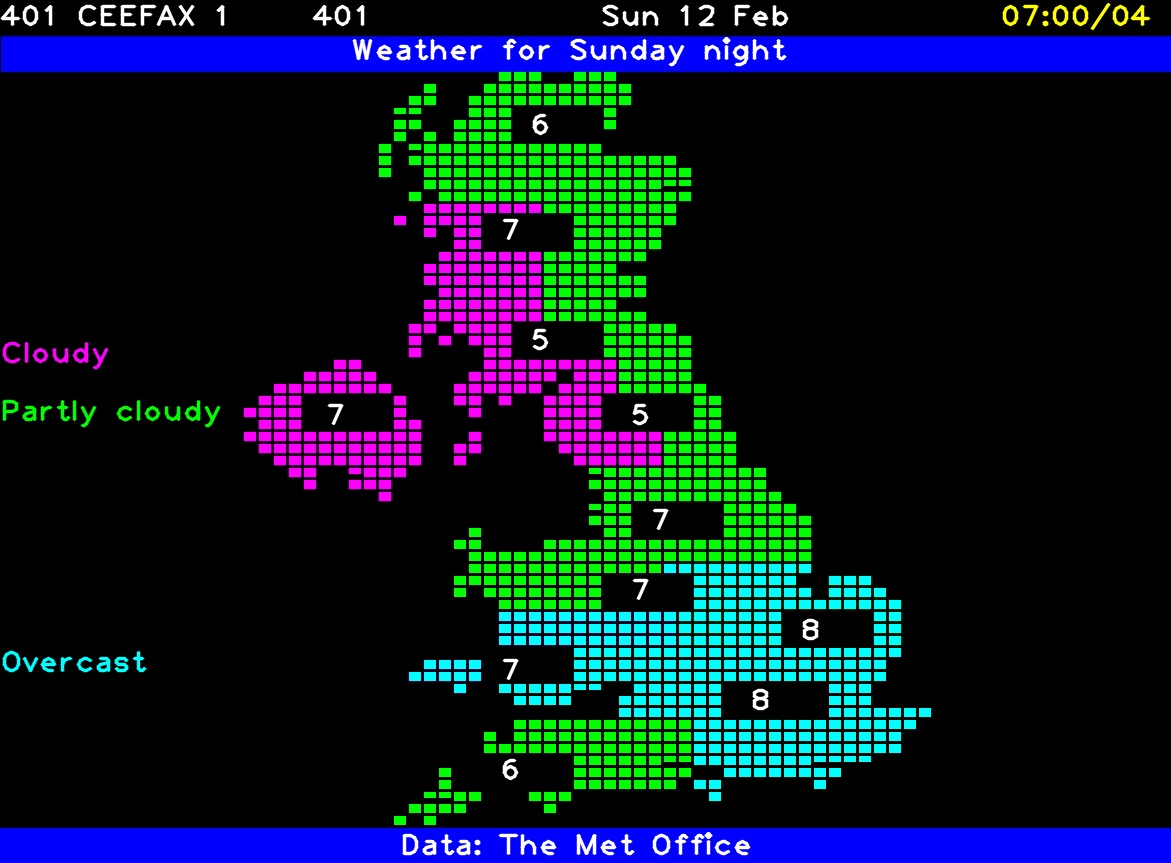 401 CEEFAX 1 401 Sun 12 Feb 07:00/04
Weather for Sunday night
6
7
5
Cloudy
Partly cloudy 7 5
7
7
8
Overcast 7
8
6
Data: The Met Office